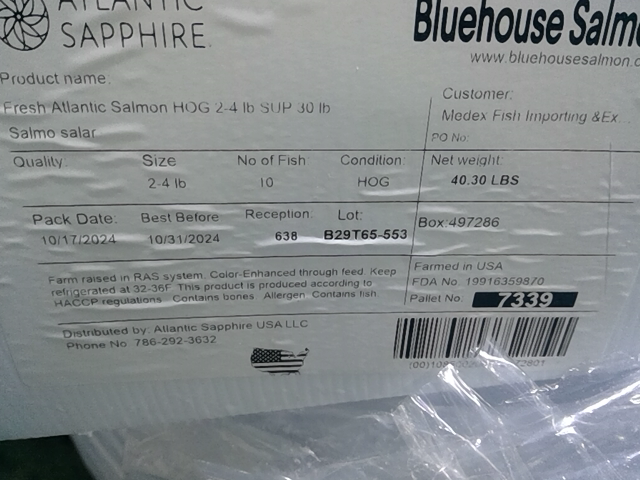 ATLANTIC
SAPPHIRE.
Bluehouse Salmo
www.bluehousesalmon.c
Product name:
Fresh Atlantic Salmon HOG 2-4 lb SUP 30 lb
Salmo salar
Customer:
Medex Fish Importing &Ex
PO No:
Quality:
Size
No of Fish:
Condition:
Net weight:
2-4 lb
10
HOG
40.30 LBS
Pack Date:
Best Before
Reception:
Lot:
Box:497286
10/17/2024
10/31/2024
638
B29T65-553
Farm raised in RAS system. Color-Enhanced through feed. Keep
refrigerated at 32-36F. This product is produced according to
HACCP regulations. Contains bones. Allergen: Contains fish.
Farmed in USA
FDA No. 19916359870
Pallet No. 7339
Distributed by: Atlantic Sapphire USA LLC
Phone No. 786-292-3632